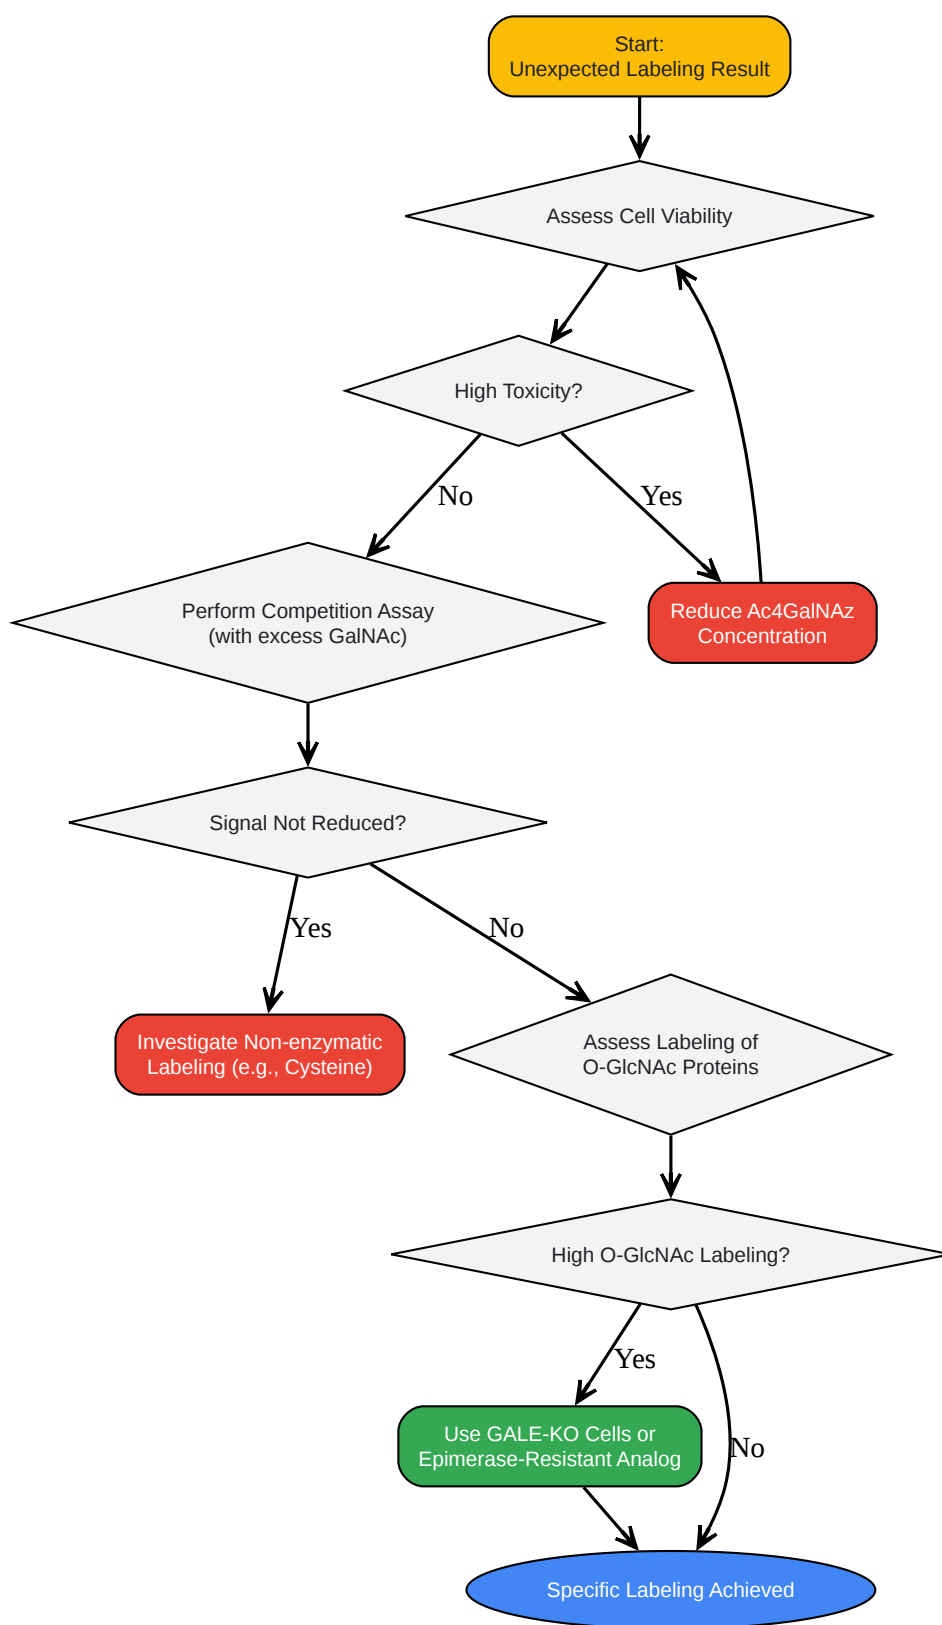 Start:
Unexpected Labeling Result
Assess Cell Viability
High Toxicity?
No
Yes
Perform Competition Assay
(with excess GalNAc)
Reduce Ac4GalNAz
Concentration
Signal Not Reduced?
Yes
No
Investigate Non-enzymatic
Labeling (e.g., Cysteine)
Assess Labeling of
O-GlcNAc Proteins
High O-GlcNAc Labeling?
Yes
No
Use GALE-KO Cells or
Epimerase-Resistant Analog
Specific Labeling Achieved